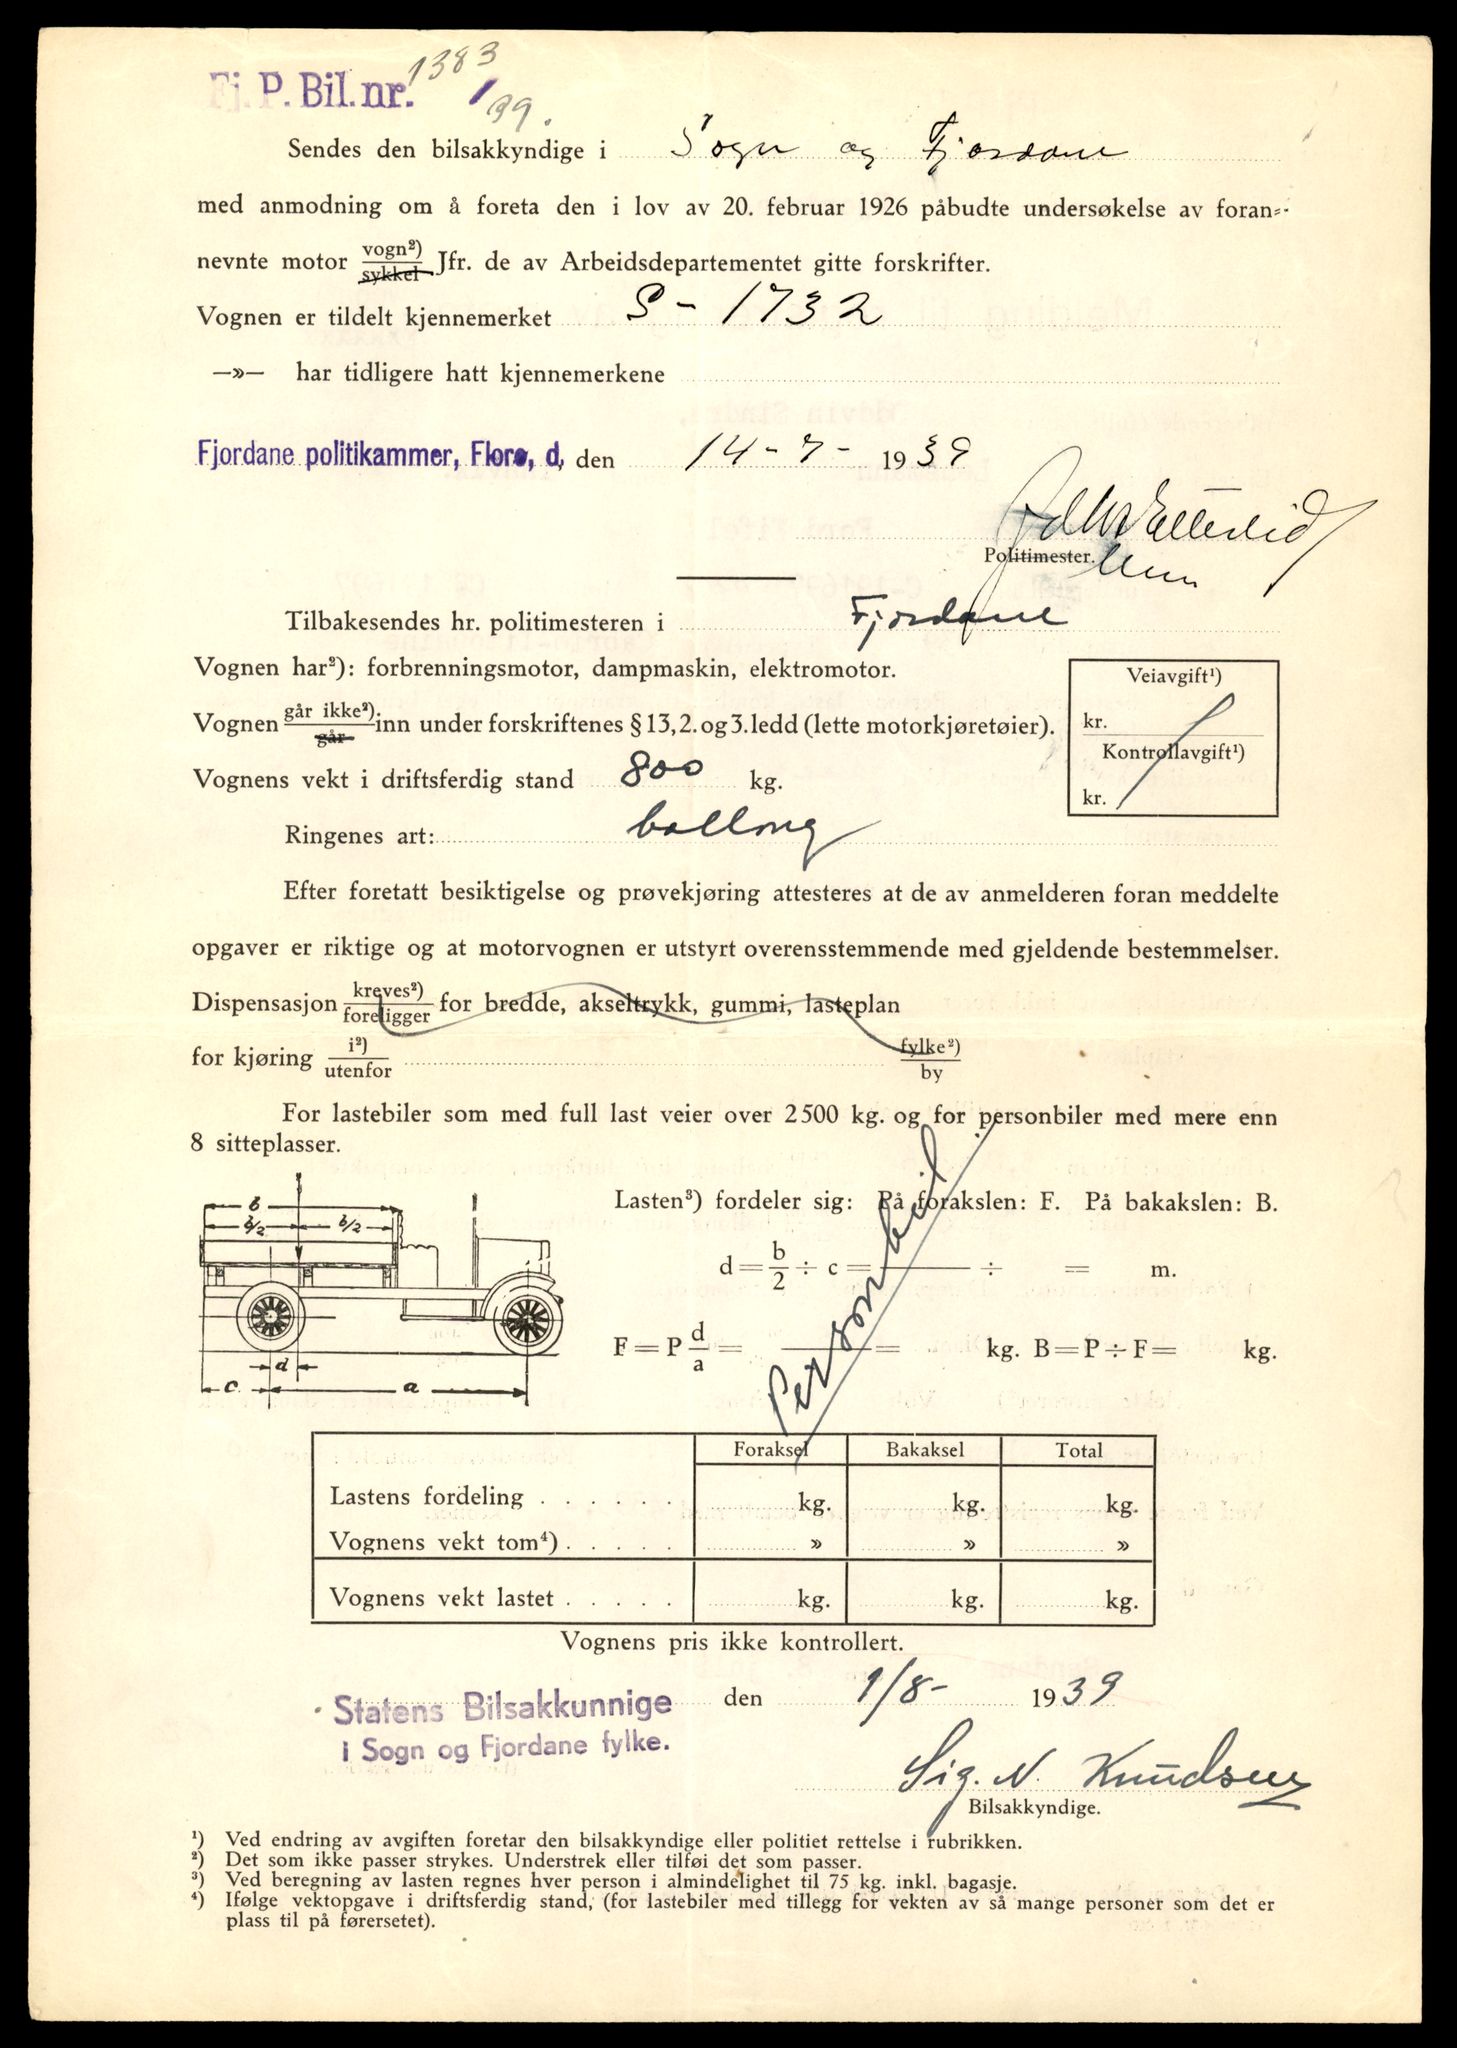 Fj. P. Bil. nr. 1383/39.
Sendes den bilsakkyndige i Sogn og Fjordane
med anmodning om å foreta den i lov av 20. februar 1926 påbudte undersøkelse av foran-
nevnte motor vogn²) / sykkel Jfr. de av Arbeidsdepartementet gitte forskrifter.
Vognen er tildelt kjennemerket S-1732
—»— har tidligere hatt kjennemerkene
Fjordane politikammer, Florø, d, den 14-7- 1939
Politimester.
Tilbakesendes hr. politimesteren i Fjordane
Vognen har²): forbrenningsmotor, dampmaskin, elektromotor.
Vognen går ikke²) / går inn under forskriftenes § 13, 2. og 3. ledd (lette motorkjøretøier).
Veiavgift¹)
kr.
Kontrollavgift¹)
kr.
Vognens vekt i driftsferdig stand 800 kg.
Ringenes art: ballong
Efter foretatt besiktigelse og prøvekjøring attesteres at de av anmelderen foran meddelte
opgaver er riktige og at motorvognen er utstyrt overensstemmende med gjeldende bestemmelser.
Dispensasjon kreves²) / foreligger for bredde, akseltrykk, gummi, lasteplan
for kjøring i²) / utenfor fylke²) / by
For lastebiler som med full last veier over 2500 kg. og for personbiler med mere enn
8 sitteplasser.
b
b/2 b/2
d
c a
Lasten³) fordeler sig: På forakslen: F. På bakakslen: B.
d = b/2 ÷ c = ÷ = m.
F = P d/a = = kg. B = P ÷ F = kg.
Personbil
Foraksel Bakaksel Total
Lastens fordeling . . . . . . kg. kg. kg.
Vognens vekt tom⁴) . . . . . » » »
Vognens vekt lastet . . . . . kg. kg. kg.
Vognens pris ikke kontrollert.
Statens Bilsakkunnige den 1/8- 1939
i Sogn og Fjordane fylke.
Sig. N. Knudsen
Bilsakkyndige.
¹) Ved endring av avgiften foretar den bilsakkyndige eller politiet rettelse i rubrikken.
²) Det som ikke passer strykes. Understrek eller tilføi det som passer.
³) Ved beregning av lasten regnes hver person i almindelighet til 75 kg. inkl. bagasje.
⁴) Ifølge vektopgave i driftsferdig stand, (for lastebiler med tillegg for vekten av så mange personer som det er
plass til på førersetet).